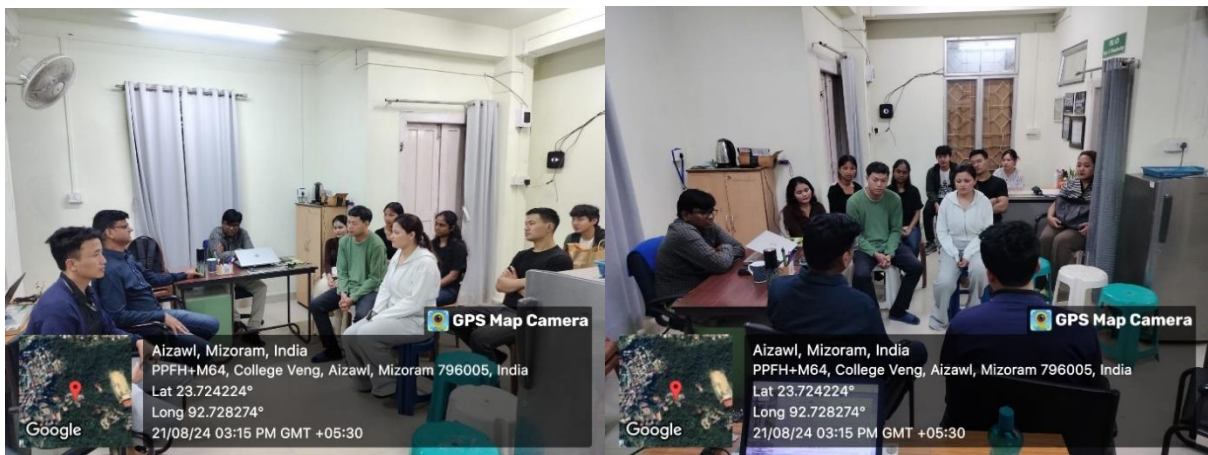 GPS Map Camera
Aizawl, Mizoram, India
PPFH+M64, College Veng, Aizawl, Mizoram 796005, India
Lat 23.724224°
Long 92.728274°
21/08/24 03:15 PM GMT +05:30
Google
GPS Map Camera
Aizawl, Mizoram, India
PPFH+M64, College Veng, Aizawl, Mizoram 796005, India
Lat 23.724224°
Long 92.728274°
21/08/24 03:15 PM GMT +05:30
Google